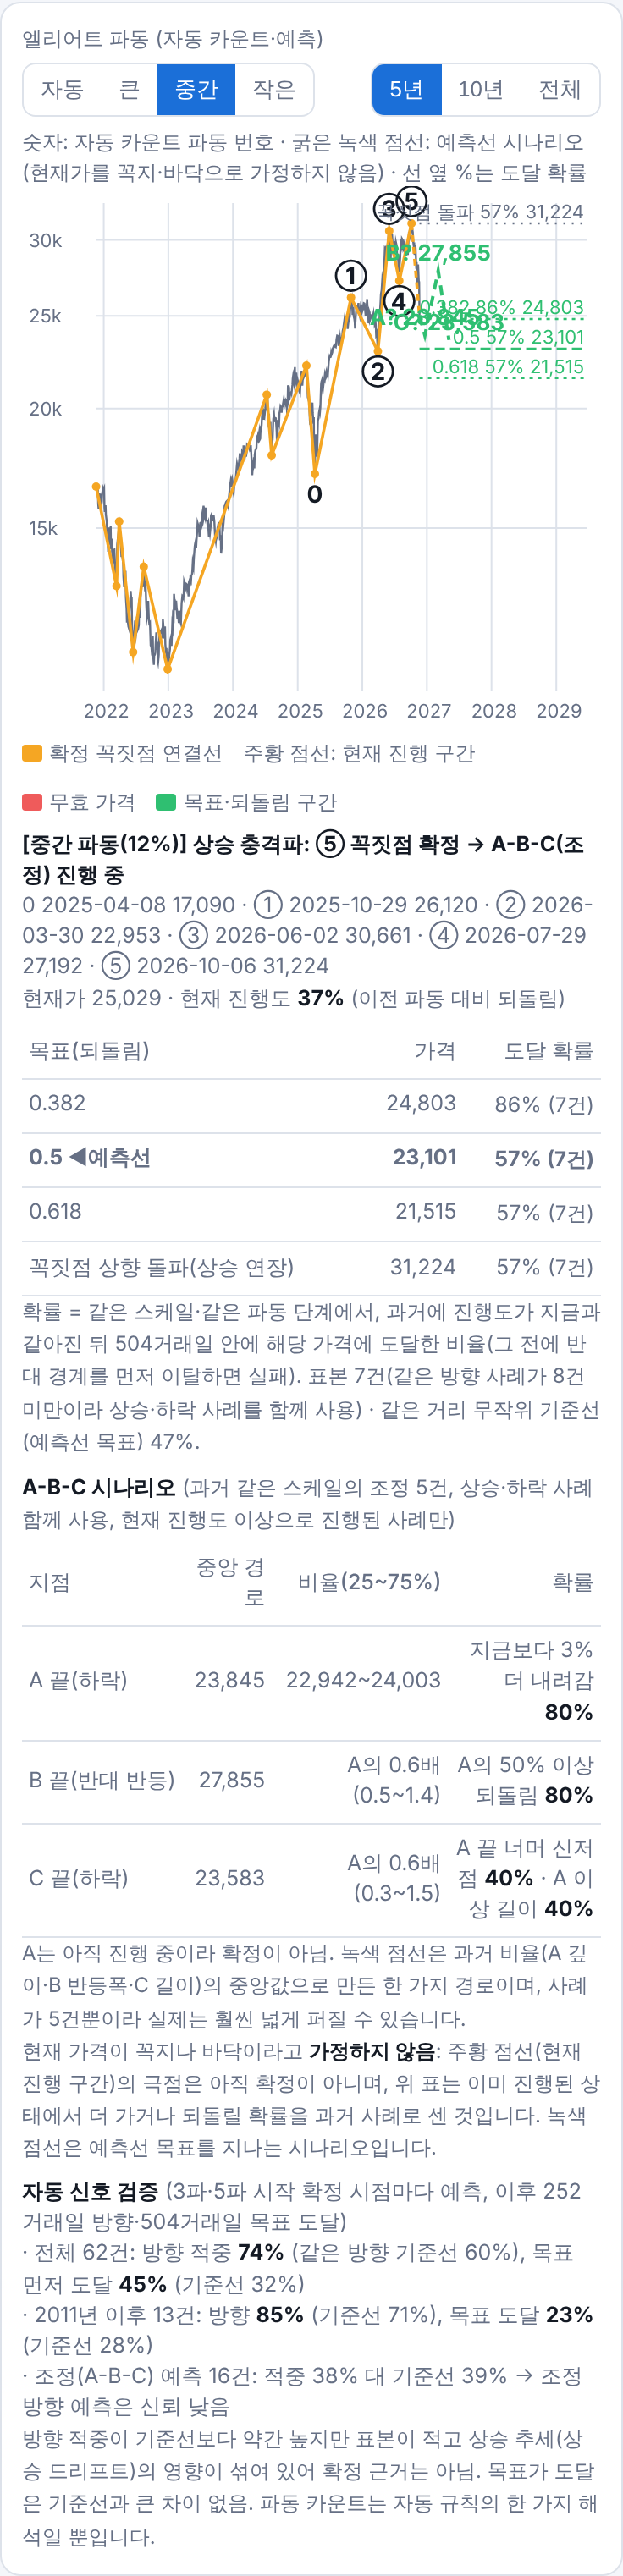 엘리어트 파동 (자동 카운트·예측)
자동 큰 중간 작은 5년 10년 전체
숫자: 자동 카운트 파동 번호 · 굵은 녹색 점선: 예측선 시나리오
(현재가를 꼭지·바닥으로 가정하지 않음) · 선 옆 %는 도달 확률
③ ⑤ 점 돌파 57% 31,224
30k
B? 27,855
①
④
0.382 86% 24,803
25k
0.5 57% 23,101
②
0.618 57% 21,515
20k
0
15k
2022 2023 2024 2025 2026 2027 2028 2029
확정 꼭짓점 연결선 주황 점선: 현재 진행 구간
무효 가격 목표·되돌림 구간
[중간 파동(12%)] 상승 충격파: ⑤ 꼭짓점 확정 → A-B-C(조
정) 진행 중
0 2025-04-08 17,090 · ① 2025-10-29 26,120 · ② 2026-
03-30 22,953 · ③ 2026-06-02 30,661 · ④ 2026-07-29
27,192 · ⑤ 2026-10-06 31,224
현재가 25,029 · 현재 진행도 37% (이전 파동 대비 되돌림)
목표(되돌림) 가격 도달 확률
0.382 24,803 86% (7건)
0.5 ◀예측선 23,101 57% (7건)
0.618 21,515 57% (7건)
꼭짓점 상향 돌파(상승 연장) 31,224 57% (7건)
확률 = 같은 스케일·같은 파동 단계에서, 과거에 진행도가 지금과
같아진 뒤 504거래일 안에 해당 가격에 도달한 비율(그 전에 반
대 경계를 먼저 이탈하면 실패). 표본 7건(같은 방향 사례가 8건
미만이라 상승·하락 사례를 함께 사용) · 같은 거리 무작위 기준선
(예측선 목표) 47%.
A-B-C 시나리오 (과거 같은 스케일의 조정 5건, 상승·하락 사례
함께 사용, 현재 진행도 이상으로 진행된 사례만)
지점 중앙 경로 비율(25~75%) 확률
A 끝(하락) 23,845 22,942~24,003 지금보다 3%
더 내려감
80%
B 끝(반대 반등) 27,855 A의 0.6배 A의 50% 이상
(0.5~1.4) 되돌림 80%
C 끝(하락) 23,583 A의 0.6배 A 끝 너머 신저
(0.3~1.5) 점 40% · A 이
상 길이 40%
A는 아직 진행 중이라 확정이 아님. 녹색 점선은 과거 비율(A 깊
이·B 반등폭·C 길이)의 중앙값으로 만든 한 가지 경로이며, 사례
가 5건뿐이라 실제는 훨씬 넓게 퍼질 수 있습니다.
현재 가격이 꼭지나 바닥이라고 가정하지 않음: 주황 점선(현재
진행 구간)의 극점은 아직 확정이 아니며, 위 표는 이미 진행된 상
태에서 더 가거나 되돌릴 확률을 과거 사례로 센 것입니다. 녹색
점선은 예측선 목표를 지나는 시나리오입니다.
자동 신호 검증 (3파·5파 시작 확정 시점마다 예측, 이후 252
거래일 방향·504거래일 목표 도달)
· 전체 62건: 방향 적중 74% (같은 방향 기준선 60%), 목표
먼저 도달 45% (기준선 32%)
· 2011년 이후 13건: 방향 85% (기준선 71%), 목표 도달 23%
(기준선 28%)
· 조정(A-B-C) 예측 16건: 적중 38% 대 기준선 39% → 조정
방향 예측은 신뢰 낮음
방향 적중이 기준선보다 약간 높지만 표본이 적고 상승 추세(상
승 드리프트)의 영향이 섞여 있어 확정 근거는 아님. 목표가 도달
은 기준선과 큰 차이 없음. 파동 카운트는 자동 규칙의 한 가지 해
석일 뿐입니다.